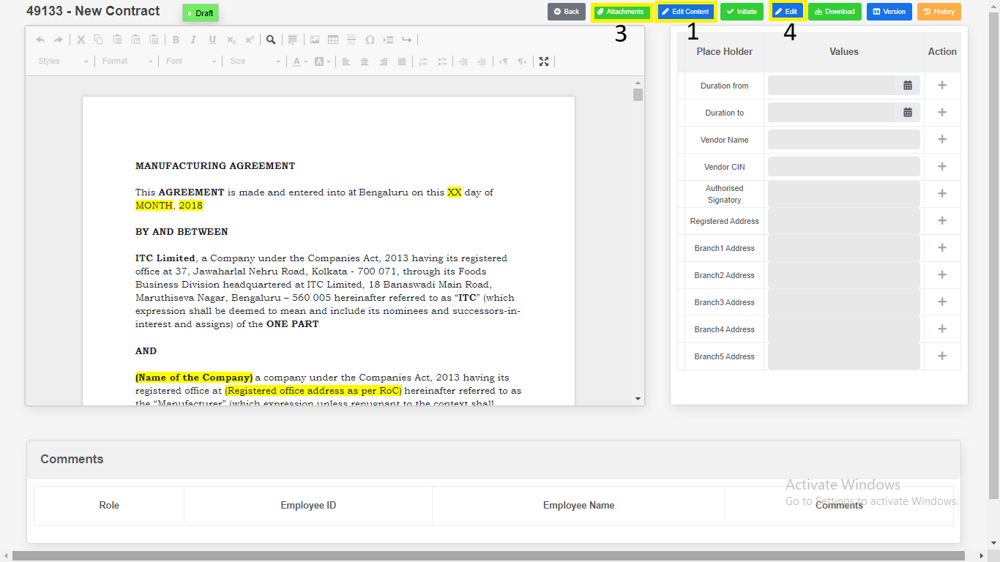 49133 - New Contract
Draft
Back
Attachments
Edit Content
Initiate
Edit
Download
Version
History
3
1
4
Styles
Format
Font
Size
MANUFACTURING AGREEMENT
This AGREEMENT is made and entered into at Bengaluru on this XX day of
MONTH, 2018
BY AND BETWEEN
ITC Limited, a Company under the Companies Act, 2013 having its registered
office at 37, Jawaharlal Nehru Road, Kolkata - 700 071, through its Foods
Business Division headquartered at ITC Limited, 18 Banaswadi Main Road,
Maruthiseva Nagar, Bengaluru – 560 005 hereinafter referred to as “ITC” (which
expression shall be deemed to mean and include its nominees and successors-in-
interest and assigns) of the ONE PART
AND
(Name of the Company) a company under the Companies Act, 2013 having its
registered office at (Registered office address as per RoC) hereinafter referred to as
the “Manufacturer” (which expression unless repugnant to the context shall
Place Holder Values Action
Duration from
Duration to
Vendor Name
Vendor CIN
Authorised
Signatory
Registered Address
Branch1 Address
Branch2 Address
Branch3 Address
Branch4 Address
Branch5 Address
Comments
Role Employee ID Employee Name Comments
Activate Windows
Go to Settings to activate Windows.